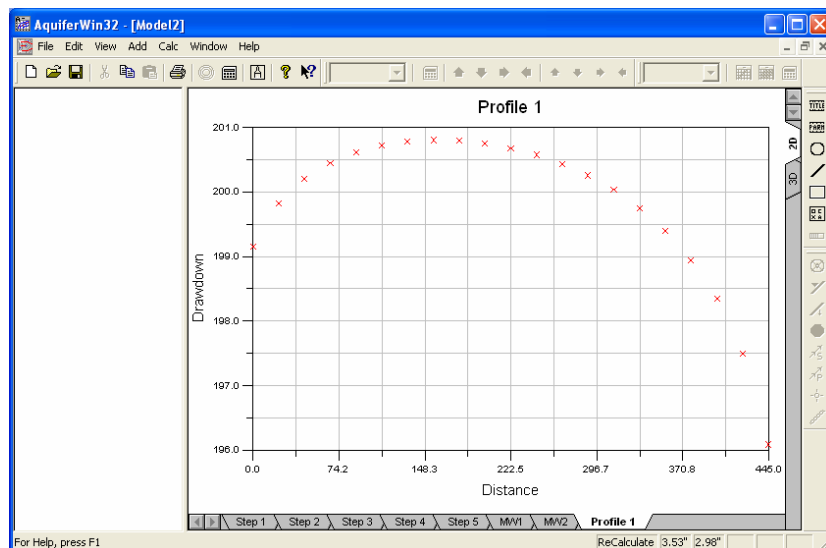 AquiferWin32 - [Model2]
File Edit View Add Calc Window Help
Profile 1
201.0
200.0
199.0
198.0
197.0
196.0
Drawdown
0.0 74.2 148.3 222.5 296.7 370.8 445.0
Distance
2D
3D
TITLE
PARM
Step 1 Step 2 Step 3 Step 4 Step 5 MW1 MW2 Profile 1
For Help, press F1 ReCalculate 3.53" 2.98"